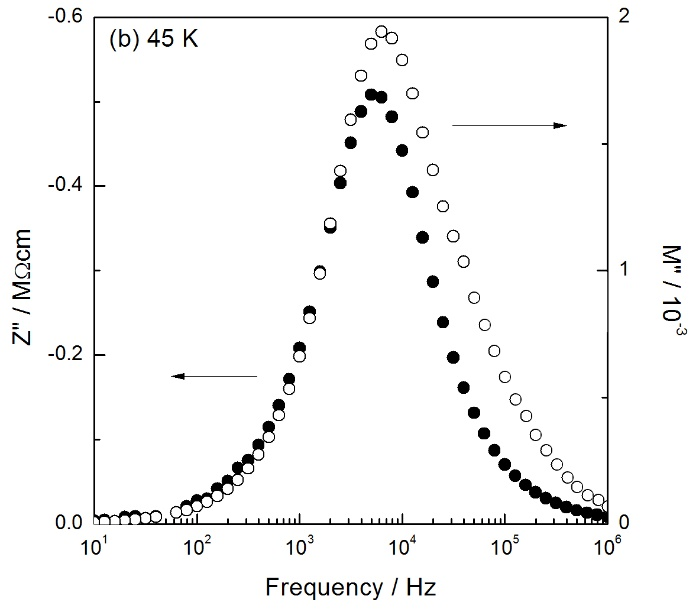 (b) 45 K
-0.6
-0.4
-0.2
0.0
Z" / MΩcm
2
1
0
M" / 10⁻³
10¹ 10² 10³ 10⁴ 10⁵ 10⁶
Frequency / Hz